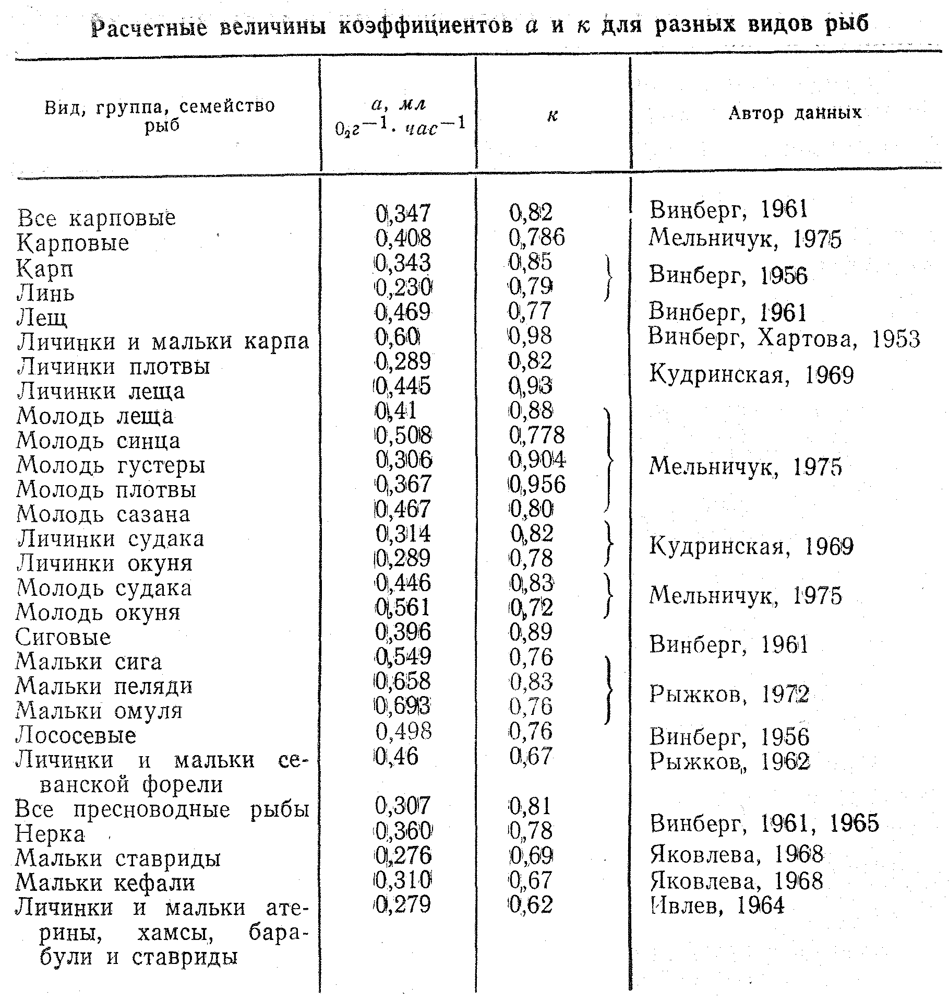 Расчетные величины коэффициентов а и к для разных видов рыб
Вид, группа, семейство рыб | а, мл O₂г⁻¹· час⁻¹ | к | Автор данных
Все карповые 0,347 0,82 Винберг, 1961
Карповые 0,408 0,786 Мельничук, 1975
Карп 0,343 0,85 } Винберг, 1956
Линь 0,230 0,79
Лещ 0,469 0,77 Винберг, 1961
Личинки и мальки карпа 0,60 0,98 Винберг, Хартова, 1953
Личинки плотвы 0,289 0,82 Кудринская, 1969
Личинки леща 0,445 0,93
Молодь леща 0,41 0,88
Молодь синца 0,508 0,778
Молодь густеры 0,306 0,904 } Мельничук, 1975
Молодь плотвы 0,367 0,956
Молодь сазана 0,467 0,80
Личинки судака 0,314 0,82 } Кудринская, 1969
Личинки окуня 0,289 0,78
Молодь судака 0,446 0,83 } Мельничук, 1975
Молодь окуня 0,561 0,72
Сиговые 0,396 0,89 Винберг, 1961
Мальки сига 0,549 0,76
Мальки пеляди 0,658 0,83 } Рыжков, 1972
Мальки омуля 0,693 0,76
Лососевые 0,498 0,76 Винберг, 1956
Личинки и мальки се- 0,46 0,67 Рыжков, 1962
ванской форели
Все пресноводные рыбы 0,307 0,81 Винберг, 1961, 1965
Нерка 0,360 0,78
Мальки ставриды 0,276 0,69 Яковлева, 1968
Мальки кефали 0,310 0,67 Яковлева, 1968
Личинки и мальки ате- 0,279 0,62 Ивлев, 1964
рины, хамсы, бара-
були и ставриды